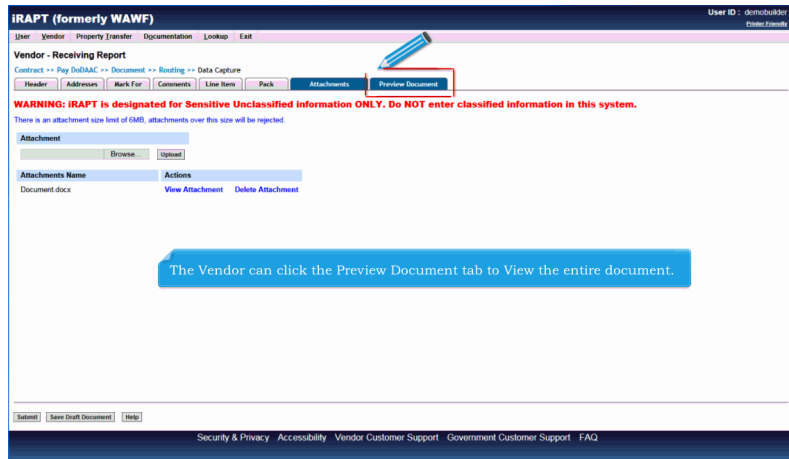 iRAPT (formerly WAWF)
User ID : demobuilder
Printer Friendly
User Vendor Property Transfer Documentation Lookup Exit
Vendor - Receiving Report
Contract >> Pay DoDAAC >> Document >> Routing >> Data Capture
Header Addresses Mark For Comments Line Item Pack Attachments Preview Document
WARNING: iRAPT is designated for Sensitive Unclassified information ONLY. Do NOT enter classified information in this system.
There is an attachment size limit of 6MB, attachments over this size will be rejected.
Attachment
Browse... Upload
Attachments Name Actions
Document.docx View Attachment Delete Attachment
The Vendor can click the Preview Document tab to View the entire document.
Submit Save Draft Document Help
Security & Privacy Accessibility Vendor Customer Support Government Customer Support FAQ